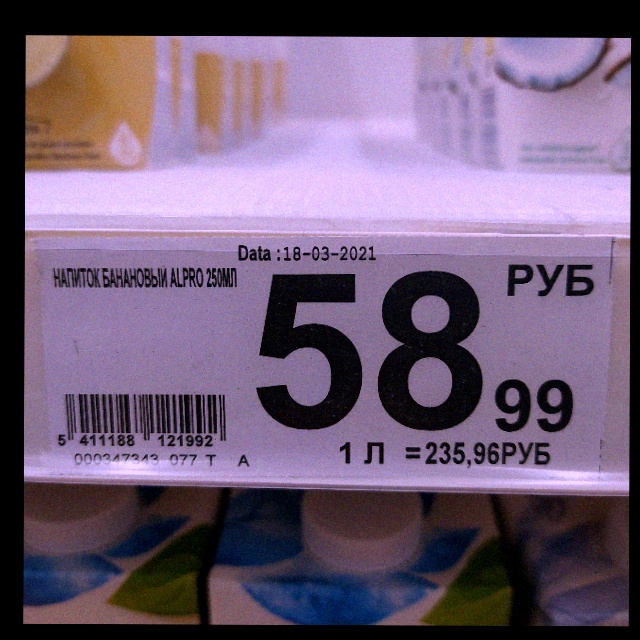 Data :18-03-2021
НАПИТОК БАНАНОВЫЙ ALPRO 250МЛ
58 99 РУБ
5 411188 121992
1 Л =235,96РУБ
000347343 077 Т А